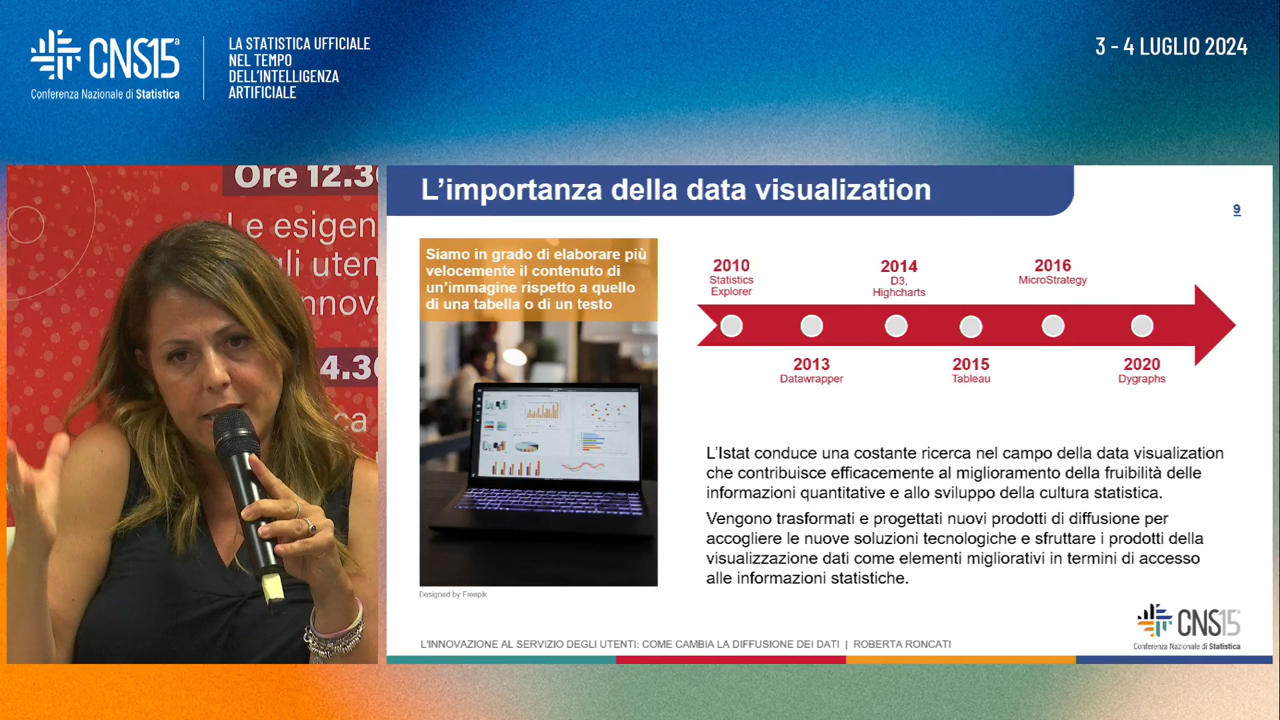 CNS15ª
Conferenza Nazionale di Statistica
LA STATISTICA UFFICIALE
NEL TEMPO
DELL'INTELLIGENZA
ARTIFICIALE
3 - 4 LUGLIO 2024
Ore 12.3
Le esigen
gli uten
nnova
4.30
ca
L'importanza della data visualization
9
Siamo in grado di elaborare più
velocemente il contenuto di
un'immagine rispetto a quello
di una tabella o di un testo
Designed by Freepik
2010
Statistics
Explorer
2014
D3,
Highcharts
2016
MicroStrategy
2013
Datawrapper
2015
Tableau
2020
Dygraphs
L'Istat conduce una costante ricerca nel campo della data visualization
che contribuisce efficacemente al miglioramento della fruibilità delle
informazioni quantitative e allo sviluppo della cultura statistica.
Vengono trasformati e progettati nuovi prodotti di diffusione per
accogliere le nuove soluzioni tecnologiche e sfruttare i prodotti della
visualizzazione dati come elementi migliorativi in termini di accesso
alle informazioni statistiche.
CNS15
Conferenza Nazionale di Statistica
L'INNOVAZIONE AL SERVIZIO DEGLI UTENTI: COME CAMBIA LA DIFFUSIONE DEI DATI | ROBERTA RONCATI